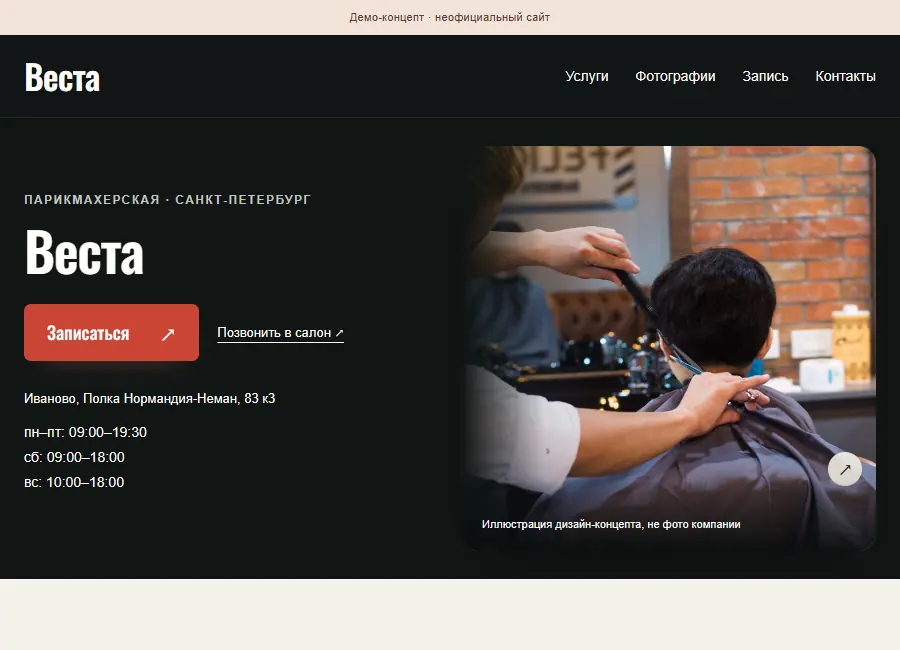 Демо-концепт · неофициальный сайт
Веста
Услуги Фотографии Запись Контакты
ПАРИКМАХЕРСКАЯ · САНКТ-ПЕТЕРБУРГ
Веста
Записаться ↗
Позвонить в салон ↗
Иваново, Полка Нормандия-Неман, 83 к3
пн–пт: 09:00–19:30
сб: 09:00–18:00
вс: 10:00–18:00
↗
Иллюстрация дизайн-концепта, не фото компании